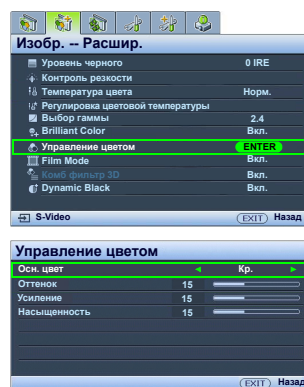 Изобр. -- Расшир.
Уровень черного 0 IRE
Контроль резкости
Температура цвета Норм.
Регулировка цветовой температуры
Выбор гаммы 2.4
Brilliant Color Вкл.
Управление цветом ENTER
Film Mode Вкл.
Комб фильтр 3D Вкл.
Dynamic Black Вкл.
S-Video EXIT Назад
Управление цветом
Осн. цвет Кр.
Оттенок 15
Усиление 15
Насыщенность 15
EXIT Назад